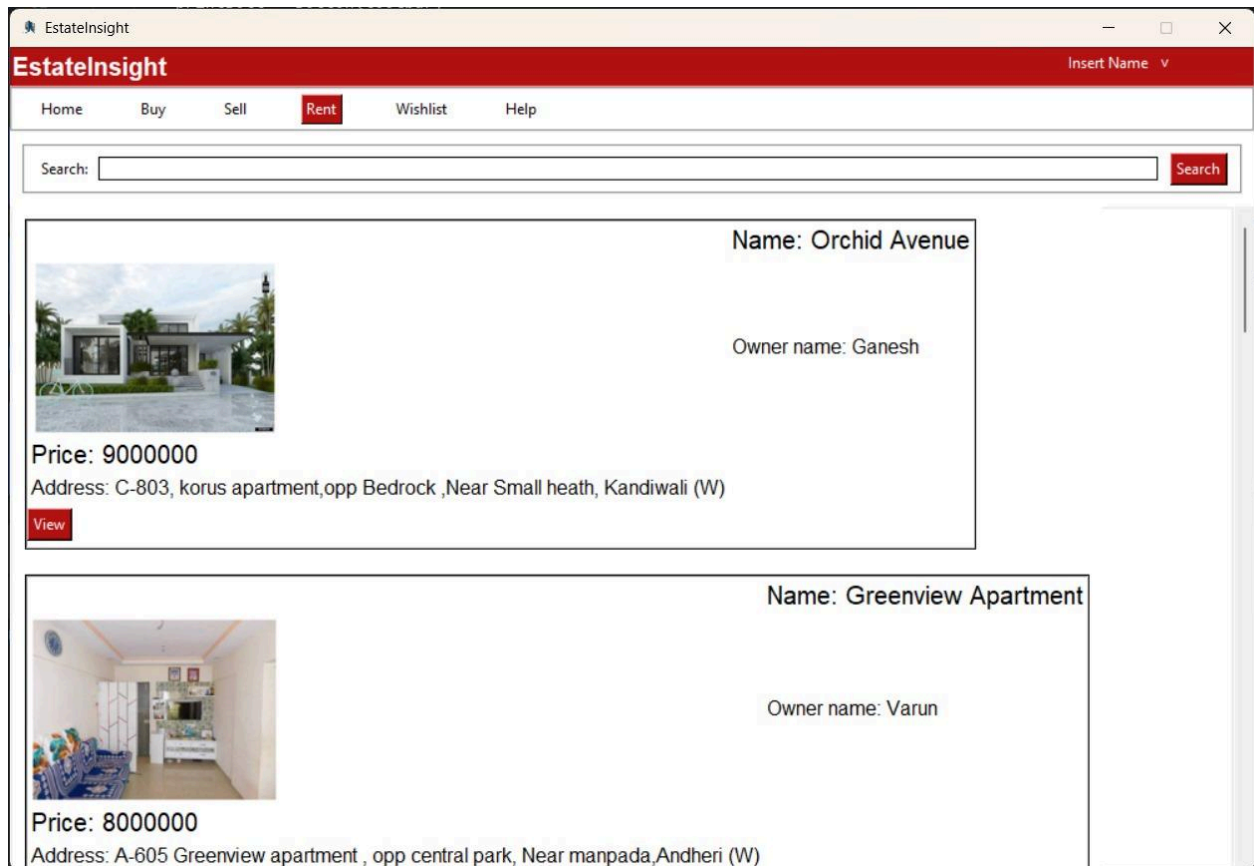 EstateInsight
EstateInsight
Insert Name v
Home Buy Sell Rent Wishlist Help
Search: Search
Name: Orchid Avenue
Owner name: Ganesh
Price: 9000000
Address: C-803, korus apartment,opp Bedrock ,Near Small heath, Kandiwali (W)
View
Name: Greenview Apartment
Owner name: Varun
Price: 8000000
Address: A-605 Greenview apartment , opp central park, Near manpada,Andheri (W)